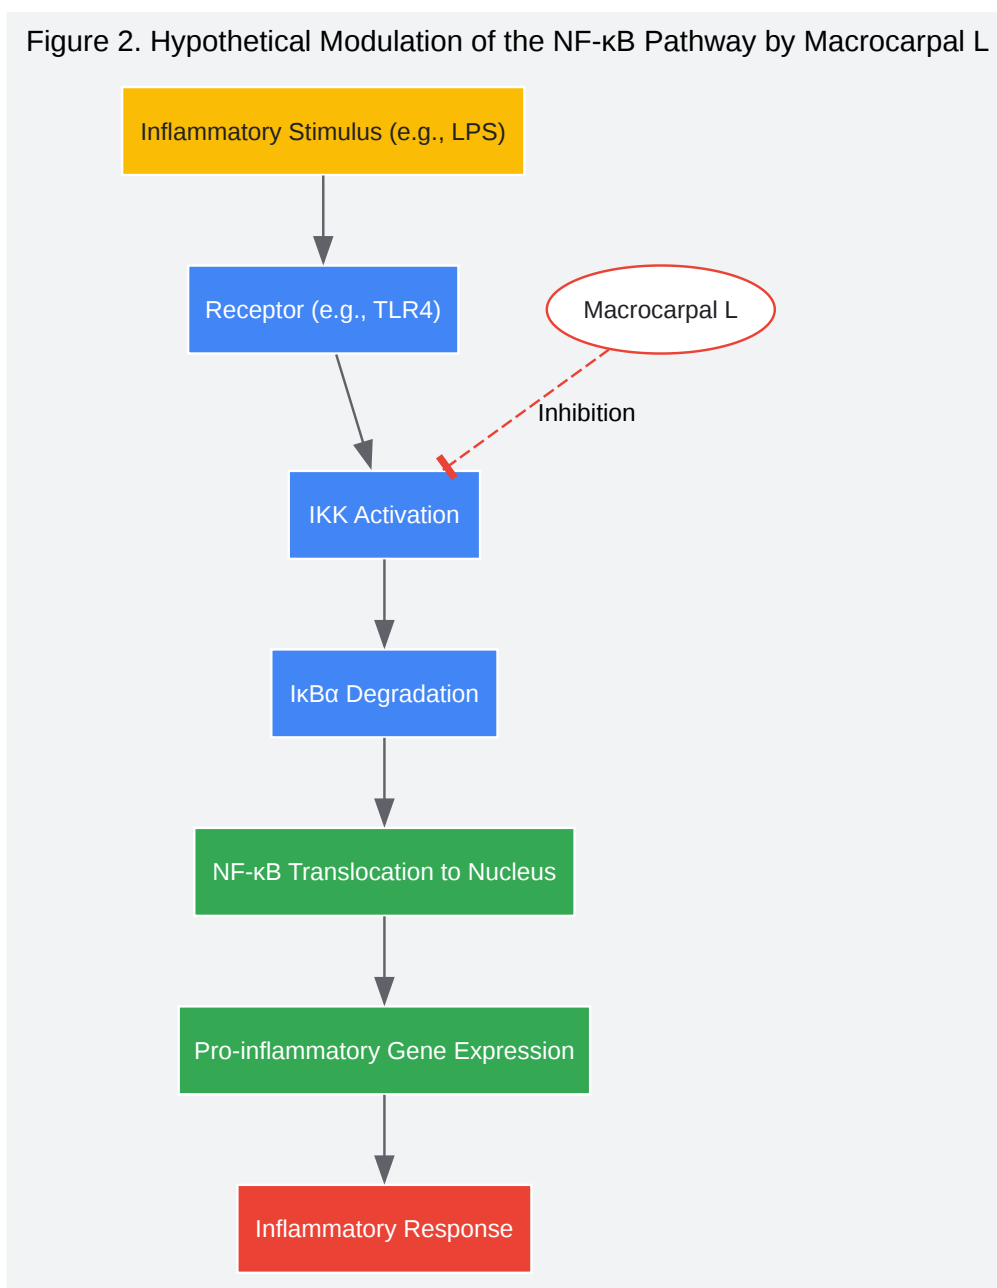 Figure 2. Hypothetical Modulation of the NF-κB Pathway by Macrocarpal L
Inflammatory Stimulus (e.g., LPS)
Receptor (e.g., TLR4)
Macrocarpal L
Inhibition
IKK Activation
IκBα Degradation
NF-κB Translocation to Nucleus
Pro-inflammatory Gene Expression
Inflammatory Response